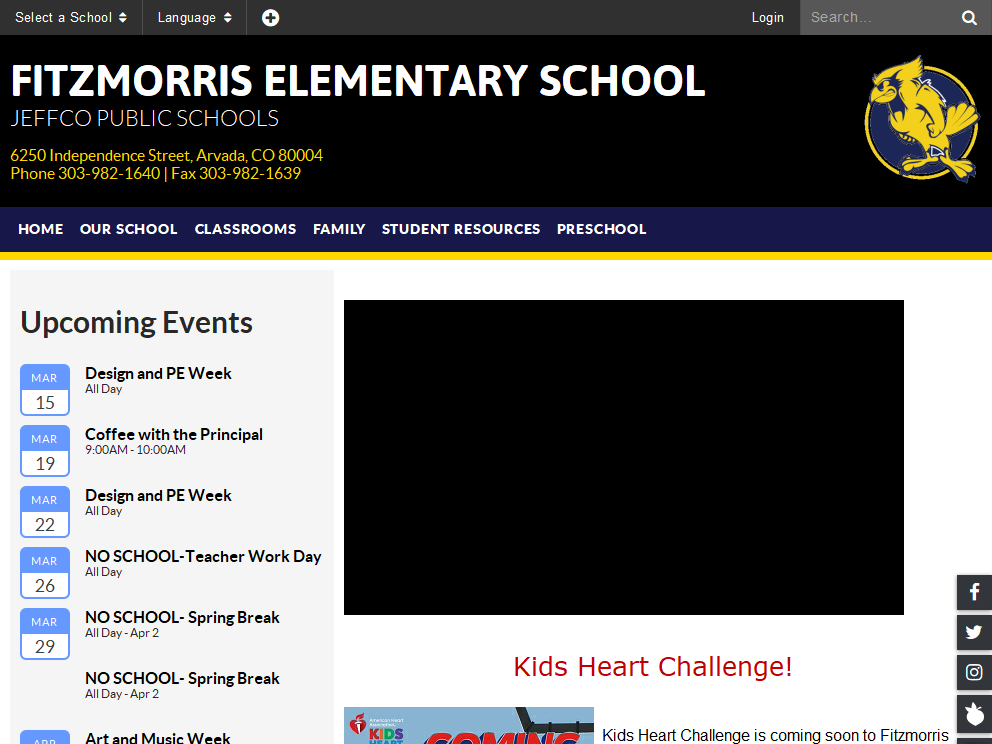 Select a School
Language
Login
Search...
FITZMORRIS ELEMENTARY SCHOOL
JEFFCO PUBLIC SCHOOLS
6250 Independence Street, Arvada, CO 80004
Phone 303-982-1640 | Fax 303-982-1639
HOME
OUR SCHOOL
CLASSROOMS
FAMILY
STUDENT RESOURCES
PRESCHOOL
Upcoming Events
MAR
15
Design and PE Week
All Day
MAR
19
Coffee with the Principal
9:00AM - 10:00AM
MAR
22
Design and PE Week
All Day
MAR
26
NO SCHOOL-Teacher Work Day
All Day
MAR
29
NO SCHOOL- Spring Break
All Day - Apr 2
NO SCHOOL- Spring Break
All Day - Apr 2
APR
Art and Music Week
Kids Heart Challenge!
American Heart
Association.
KIDS
HEART
COMING
Kids Heart Challenge is coming soon to Fitzmorris